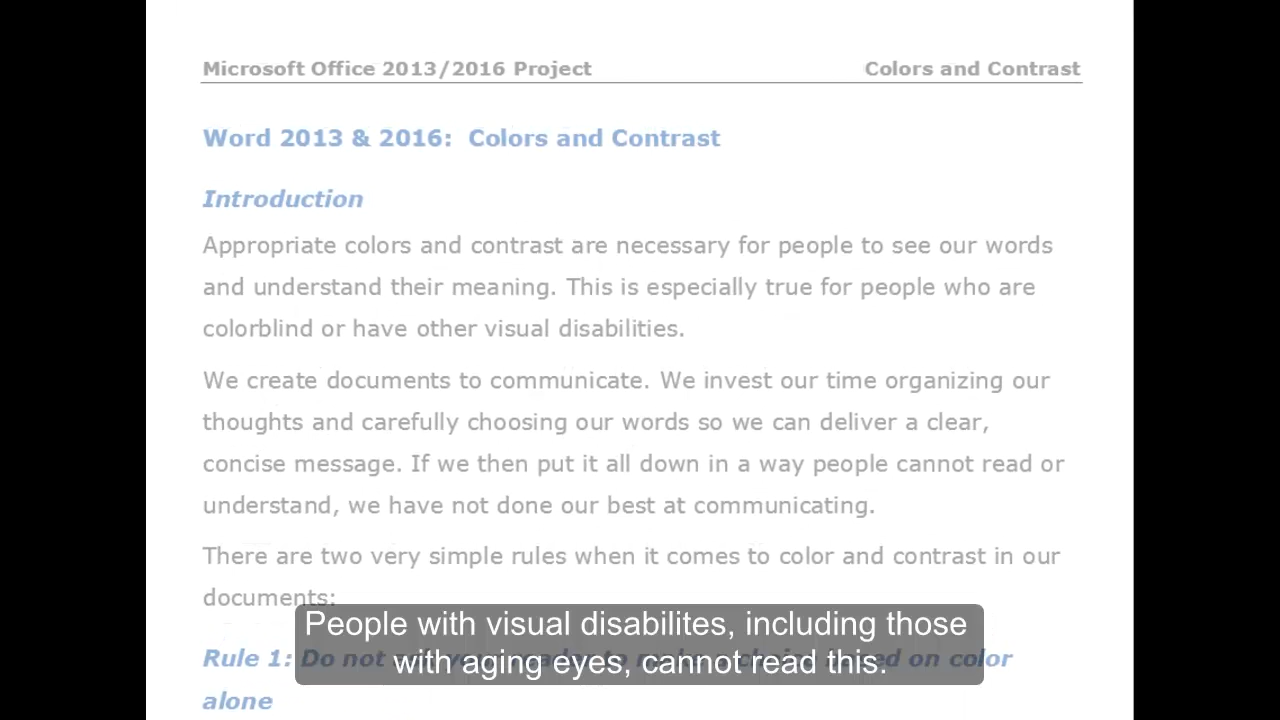 Microsoft Office 2013/2016 Project Colors and Contrast
Word 2013 & 2016: Colors and Contrast
Introduction
Appropriate colors and contrast are necessary for people to see our words
and understand their meaning. This is especially true for people who are
colorblind or have other visual disabilities.
We create documents to communicate. We invest our time organizing our
thoughts and carefully choosing our words so we can deliver a clear,
concise message. If we then put it all down in a way people cannot read or
understand, we have not done our best at communicating.
There are two very simple rules when it comes to color and contrast in our
documents:
People with visual disabilites, including those
with aging eyes, cannot read this.
Rule 1: Do not based on color
alone